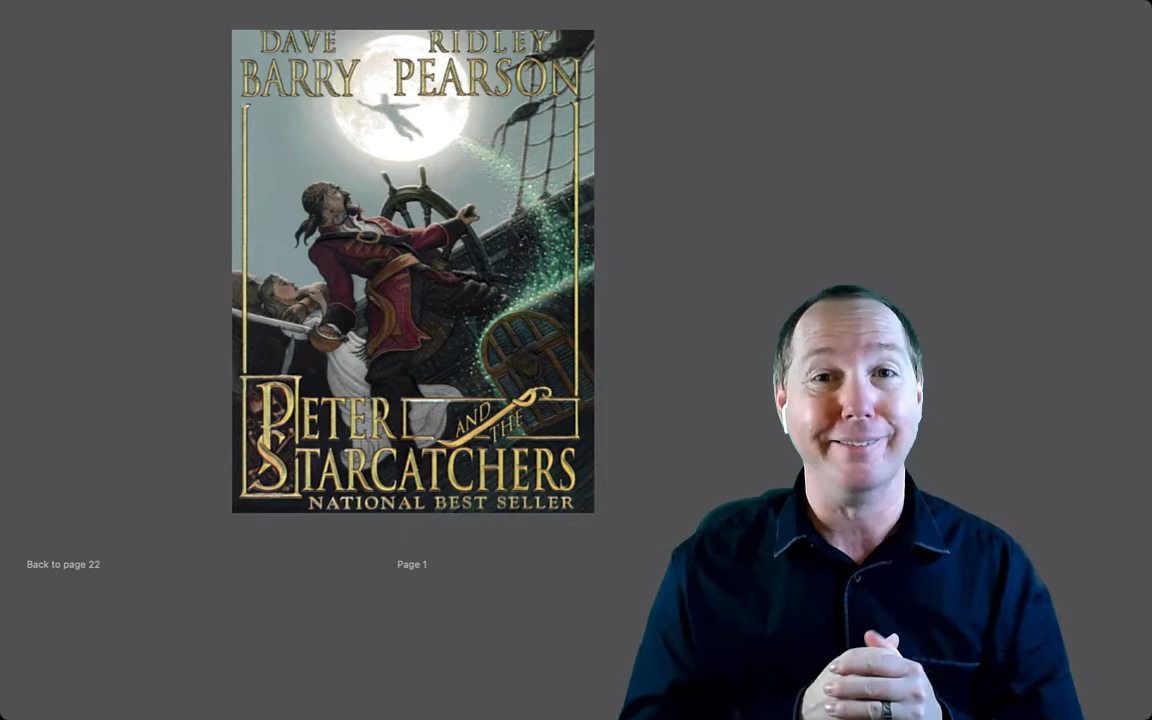 DAVE RIDLEY
BARRY PEARSON
PETER AND THE
STARCATCHERS
NATIONAL BEST SELLER
Back to page 22
Page 1